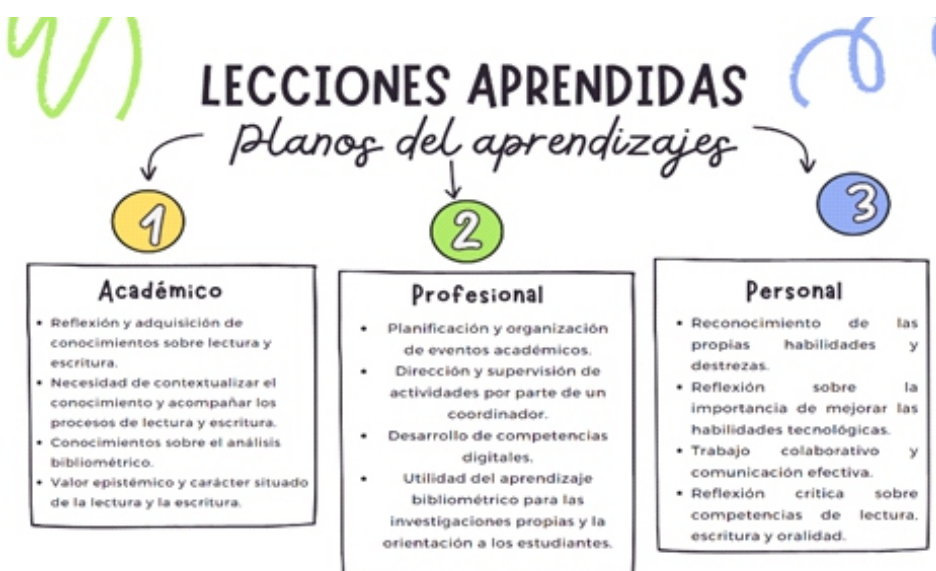 LECCIONES APRENDIDAS
planos del aprendizajes
1
Académico
• Reflexión y adquisición de
conocimientos sobre lectura y
escritura.
• Necesidad de contextualizar el
conocimiento y acompañar los
procesos de lectura y escritura.
• Conocimientos sobre el análisis
bibliométrico.
• Valor epistémico y carácter situado
de la lectura y la escritura.
2
Profesional
• Planificación y organización
de eventos académicos.
• Dirección y supervisión de
actividades por parte de un
coordinador.
• Desarrollo de competencias
digitales.
• Utilidad del aprendizaje
bibliométrico para las
investigaciones propias y la
orientación a los estudiantes.
3
Personal
• Reconocimiento de las
propias habilidades y
destrezas.
• Reflexión sobre la
importancia de mejorar las
habilidades tecnológicas.
• Trabajo colaborativo y
comunicación efectiva.
• Reflexión crítica sobre
competencias de lectura,
escritura y oralidad.